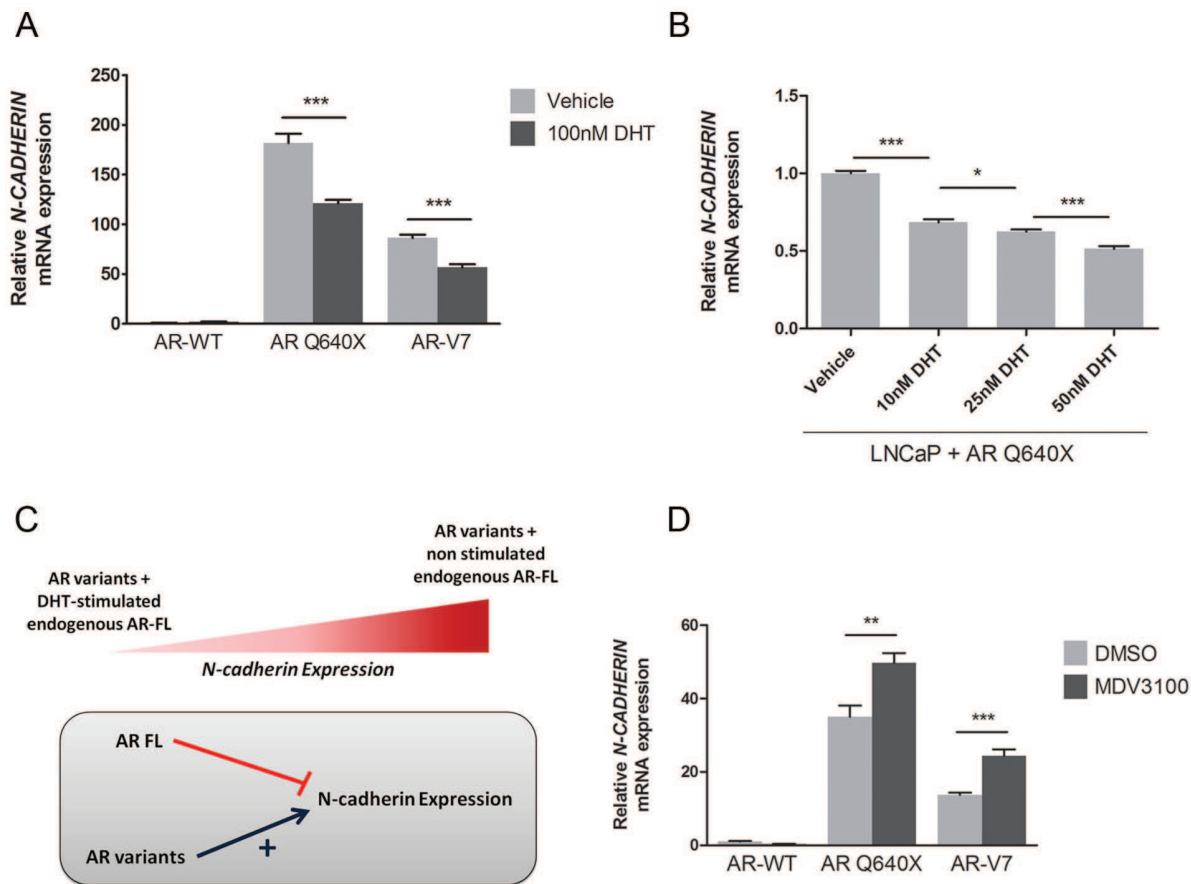 A
Relative N-CADHERIN
mRNA expression
250
200
150
100
50
0
***
***
AR-WT
AR Q640X
AR-V7
Vehicle
100nM DHT
B
Relative N-CADHERIN
mRNA expression
1.5
1.0
0.5
0.0
***
*
***
Vehicle
10nM DHT
25nM DHT
50nM DHT
LNCaP + AR Q640X
C
AR variants +
DHT-stimulated
endogenous AR-FL
AR variants +
non stimulated
endogenous AR-FL
N-cadherin Expression
AR FL
N-cadherin Expression
AR variants
+
D
Relative N-CADHERIN
mRNA expression
60
40
20
0
**
***
AR-WT
AR Q640X
AR-V7
DMSO
MDV3100